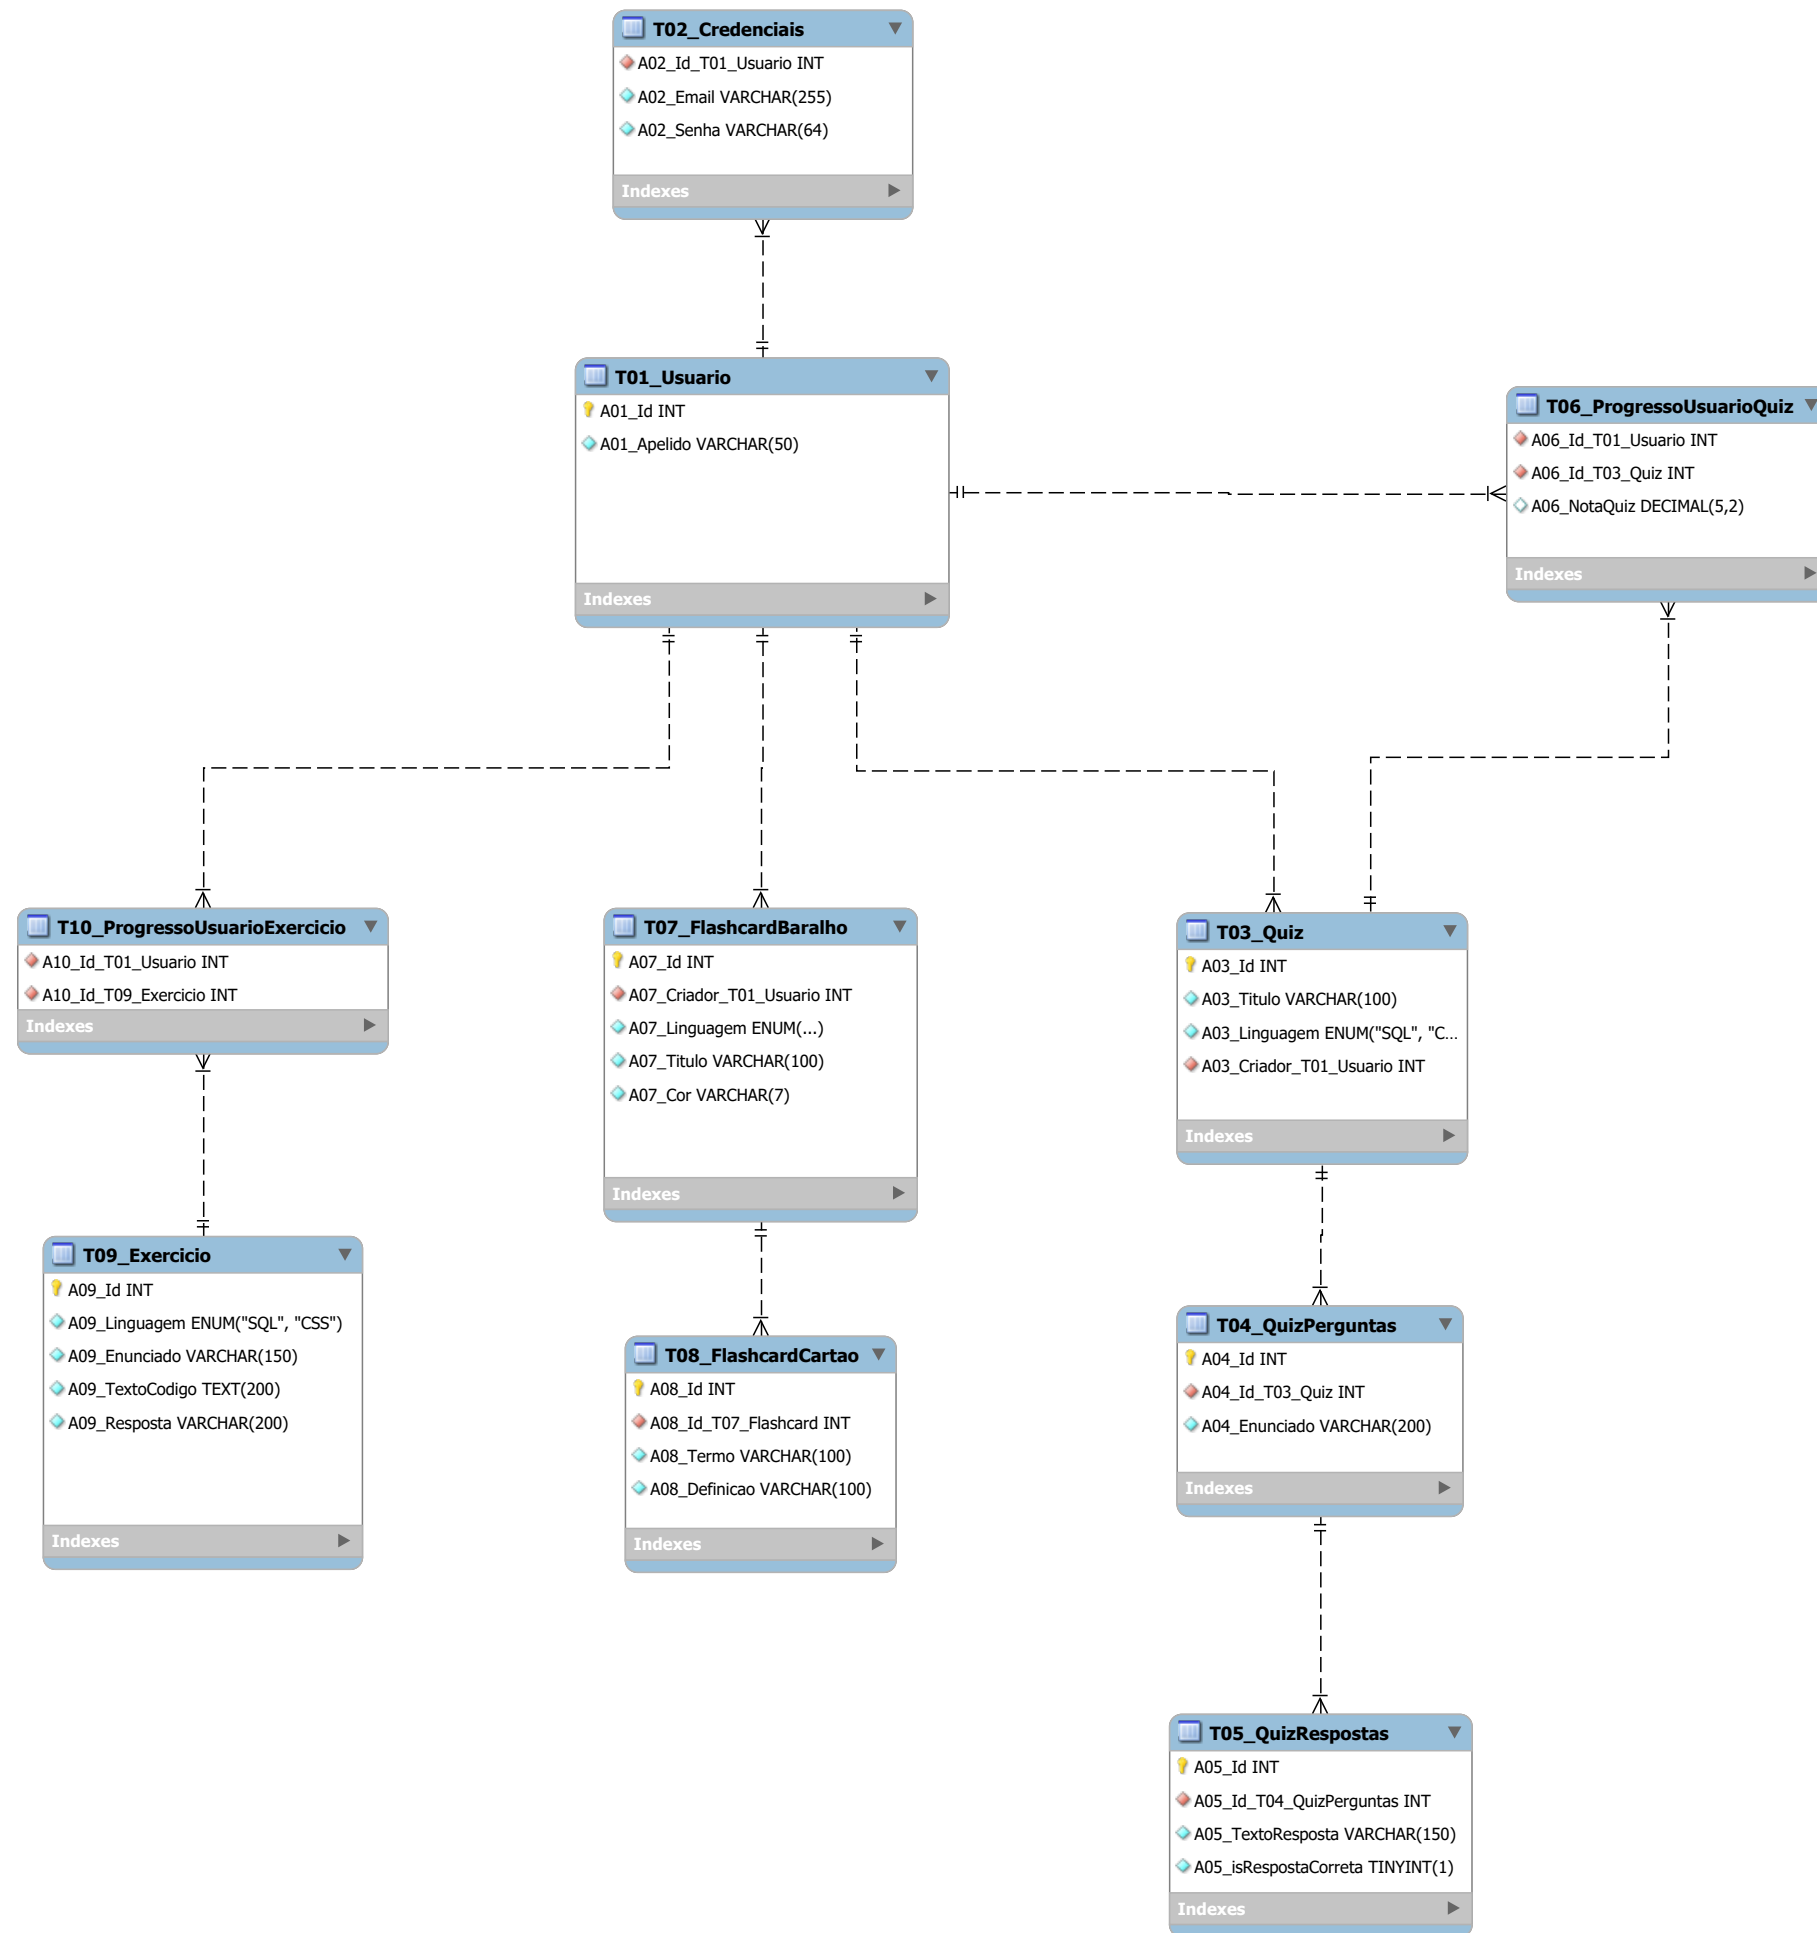 T02_Credenciais
A02_Id_T01_Usuario INT
A02_Email VARCHAR(255)
A02_Senha VARCHAR(64)
Indexes
T01_Usuario
A01_Id INT
A01_Apelido VARCHAR(50)
Indexes
T06_ProgressoUsuarioQuiz
A06_Id_T01_Usuario INT
A06_Id_T03_Quiz INT
A06_NotaQuiz DECIMAL(5,2)
Indexes
T10_ProgressoUsuarioExercicio
A10_Id_T01_Usuario INT
A10_Id_T09_Exercicio INT
Indexes
T07_FlashcardBaralho
A07_Id INT
A07_Criador_T01_Usuario INT
A07_Linguagem ENUM(...)
A07_Titulo VARCHAR(100)
A07_Cor VARCHAR(7)
Indexes
T03_Quiz
A03_Id INT
A03_Titulo VARCHAR(100)
A03_Linguagem ENUM("SQL", "C...
A03_Criador_T01_Usuario INT
Indexes
T09_Exercicio
A09_Id INT
A09_Linguagem ENUM("SQL", "CSS")
A09_Enunciado VARCHAR(150)
A09_TextoCodigo TEXT(200)
A09_Resposta VARCHAR(200)
Indexes
T08_FlashcardCartao
A08_Id INT
A08_Id_T07_Flashcard INT
A08_Termo VARCHAR(100)
A08_Definicao VARCHAR(100)
Indexes
T04_QuizPerguntas
A04_Id INT
A04_Id_T03_Quiz INT
A04_Enunciado VARCHAR(200)
Indexes
T05_QuizRespostas
A05_Id INT
A05_Id_T04_QuizPerguntas INT
A05_TextoResposta VARCHAR(150)
A05_isRespostaCorreta TINYINT(1)
Indexes